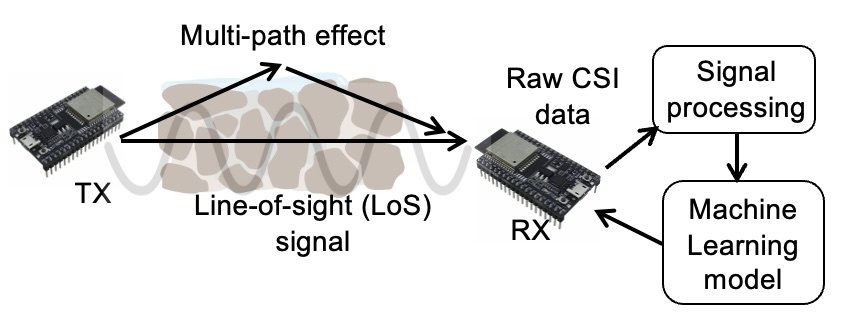 Multi-path effect
TX
Line-of-sight (LoS)
signal
Raw CSI
data
RX
Signal
processing
Machine
Learning
model